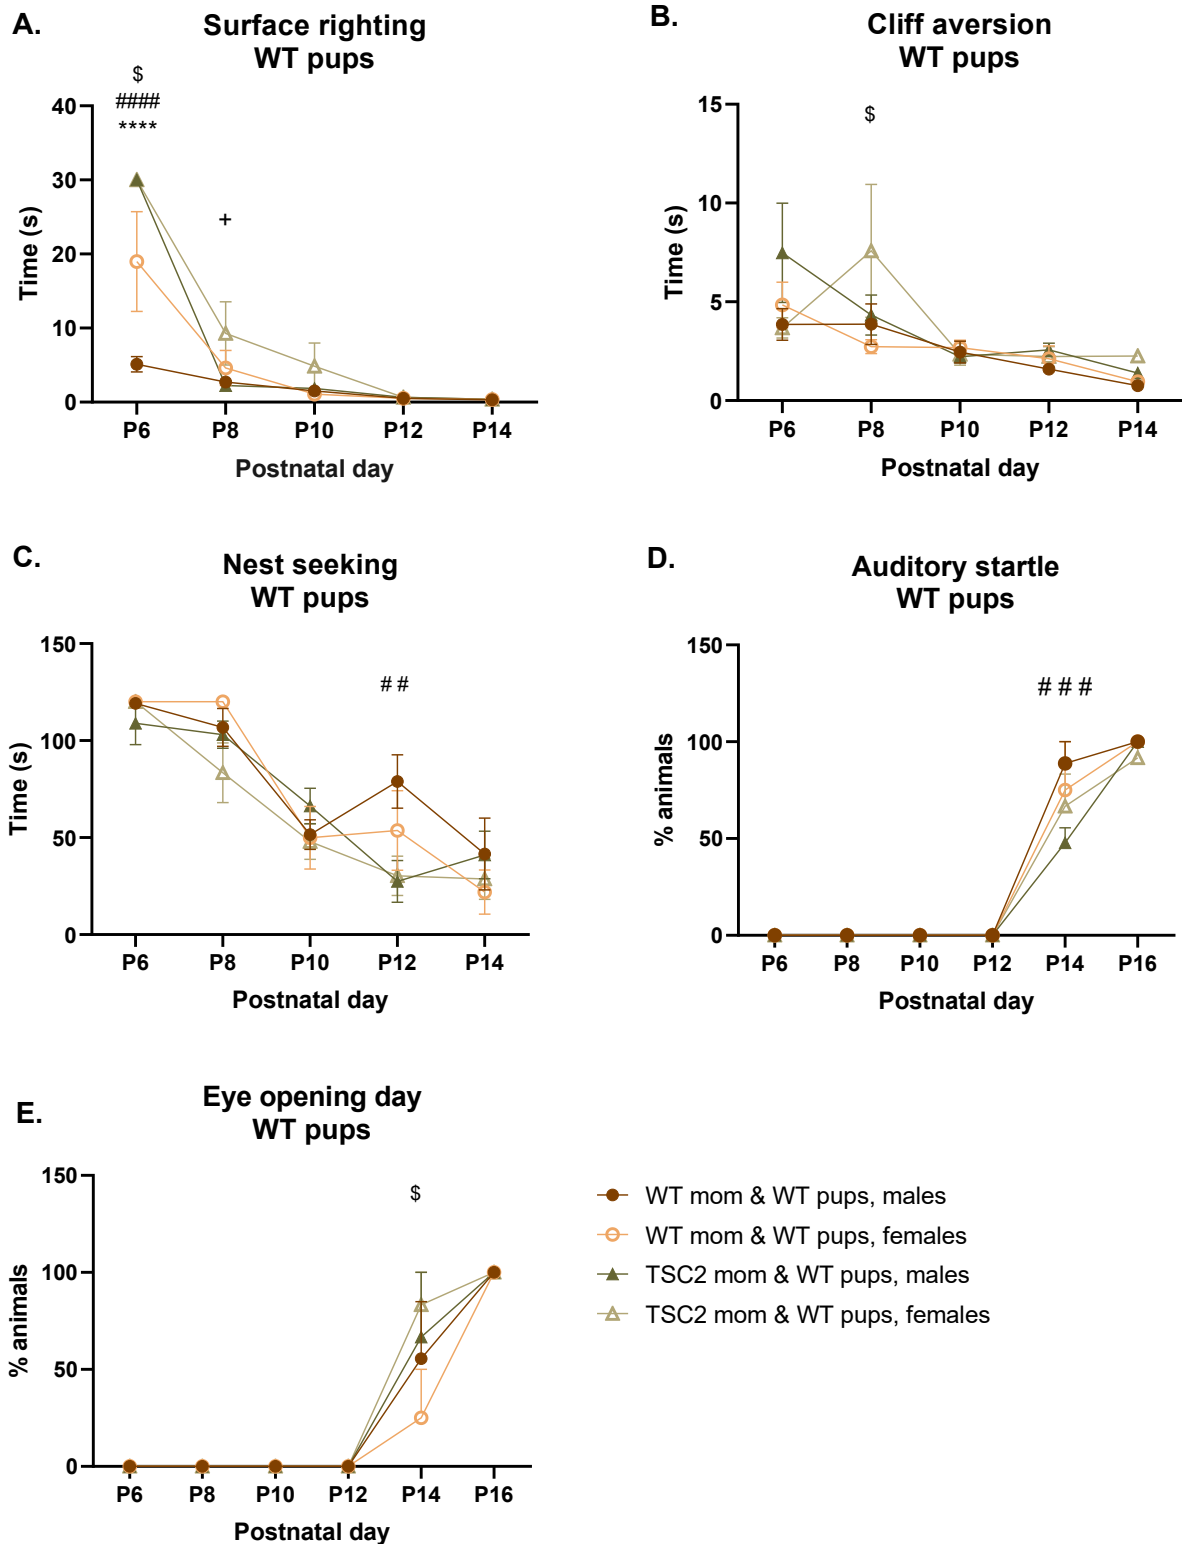 A.
Surface righting
WT pups
$
####
****
+
40
30
20
10
0
Time (s)
P6 P8 P10 P12 P14
Postnatal day
B.
Cliff aversion
WT pups
$
15
10
5
0
Time (s)
P6 P8 P10 P12 P14
Postnatal day
C.
Nest seeking
WT pups
##
150
100
50
0
Time (s)
P6 P8 P10 P12 P14
Postnatal day
D.
Auditory startle
WT pups
###
150
100
50
0
% animals
P6 P8 P10 P12 P14 P16
Postnatal day
E.
Eye opening day
WT pups
$
150
100
50
0
% animals
P6 P8 P10 P12 P14 P16
Postnatal day
WT mom & WT pups, males
WT mom & WT pups, females
TSC2 mom & WT pups, males
TSC2 mom & WT pups, females